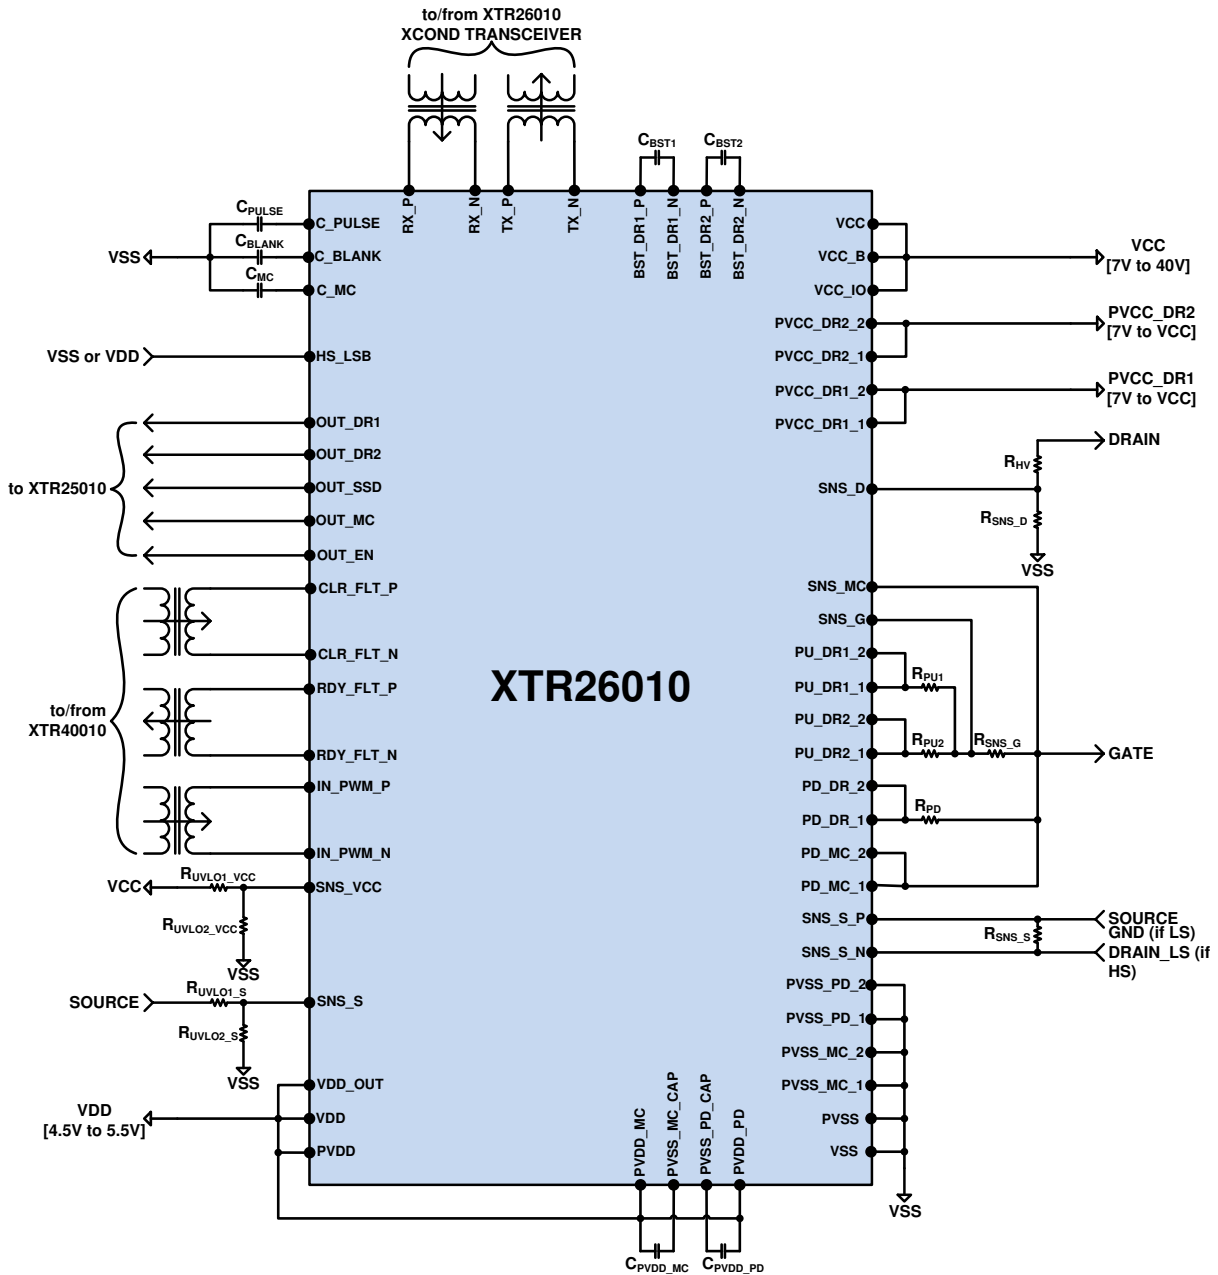 to/from XTR26010
XCOND TRANSCEIVER
CBST1
CBST2
RX_P
RX_N
TX_P
TX_N
BST_DR1_P
BST_DR1_N
BST_DR2_P
BST_DR2_N
CPULSE
CBLANK
CMC
VSS
C_PULSE
C_BLANK
C_MC
VSS or VDD
HS_LSB
to XTR25010
OUT_DR1
OUT_DR2
OUT_SSD
OUT_MC
OUT_EN
to/from
XTR40010
CLR_FLT_P
CLR_FLT_N
RDY_FLT_P
RDY_FLT_N
IN_PWM_P
IN_PWM_N
VCC
RUVLO1_VCC
SNS_VCC
RUVLO2_VCC
VSS
SOURCE
RUVLO1_S
SNS_S
RUVLO2_S
VSS
VDD
[4.5V to 5.5V]
VDD_OUT
VDD
PVDD
XTR26010
PVDD_MC
PVSS_MC_CAP
PVSS_PD_CAP
PVDD_PD
CPVDD_MC
CPVDD_PD
VCC
VCC_B
VCC_IO
VCC
[7V to 40V]
PVCC_DR2_2
PVCC_DR2_1
PVCC_DR2
[7V to VCC]
PVCC_DR1_2
PVCC_DR1_1
PVCC_DR1
[7V to VCC]
DRAIN
RHV
SNS_D
RSNS_D
VSS
SNS_MC
SNS_G
PU_DR1_2
PU_DR1_1
RPU1
PU_DR2_2
PU_DR2_1
RPU2
RSNS_G
GATE
PD_DR_2
PD_DR_1
RPD
PD_MC_2
PD_MC_1
SNS_S_P
SNS_S_N
RSNS_S
SOURCE
GND (if LS)
DRAIN_LS (if
HS)
PVSS_PD_2
PVSS_PD_1
PVSS_MC_2
PVSS_MC_1
PVSS
VSS
VSS